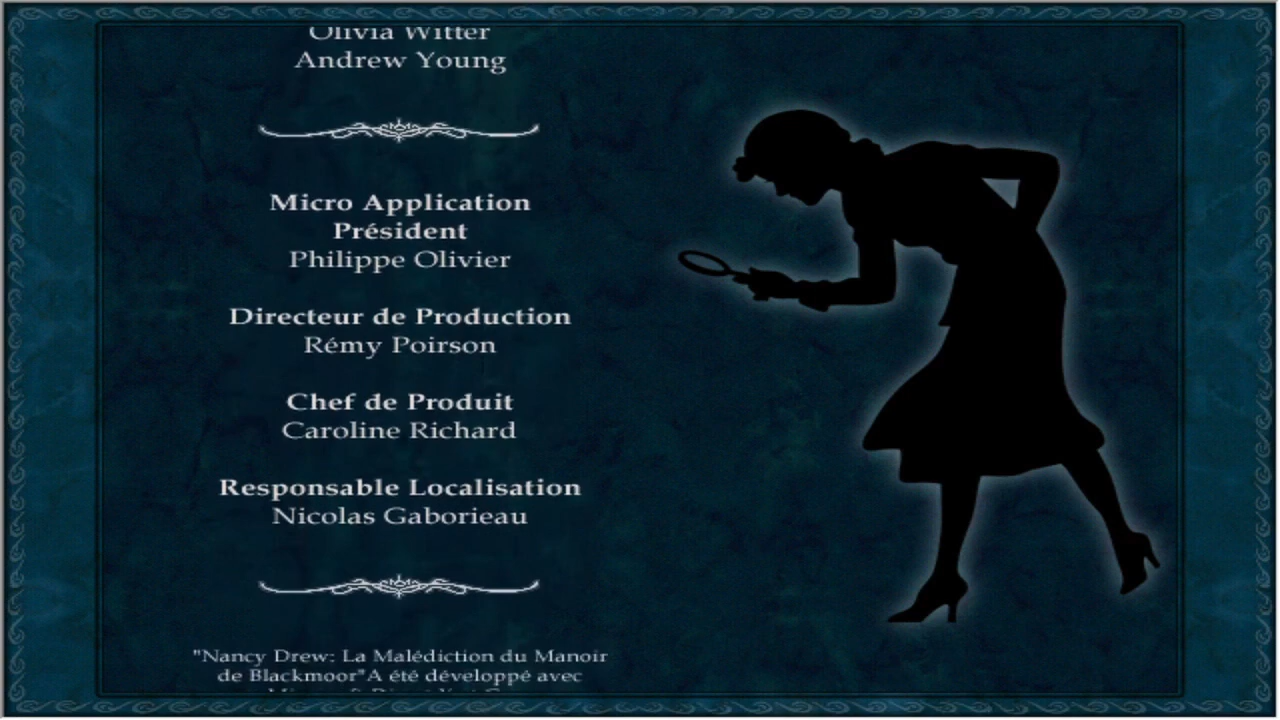 Olivia Witter
Andrew Young
Micro Application
Président
Philippe Olivier
Directeur de Production
Rémy Poirson
Chef de Produit
Caroline Richard
Responsable Localisation
Nicolas Gaborieau
"Nancy Drew: La Malédiction du Manoir
de Blackmoor"A été développé avec